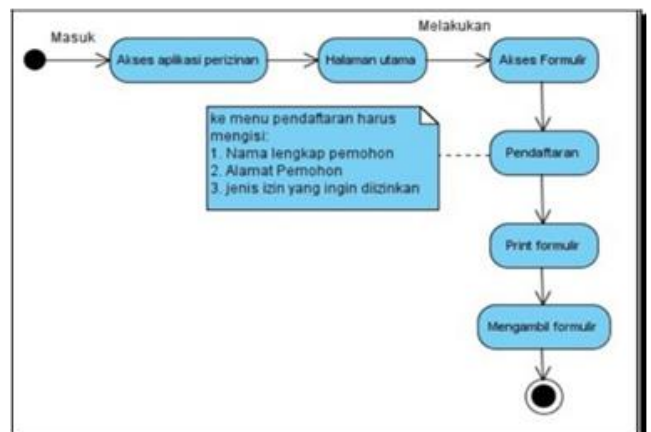 Masuk
Melakukan
Akses aplikasi perizinan
Halaman utama
Akses Formulir
ke menu pendaftaran harus
mengisi:
1. Nama lengkap pemohon
2. Alamat Pemohon
3. jenis izin yang ingin diizinkan
Pendaftaran
Print formulir
Mengambil formulir